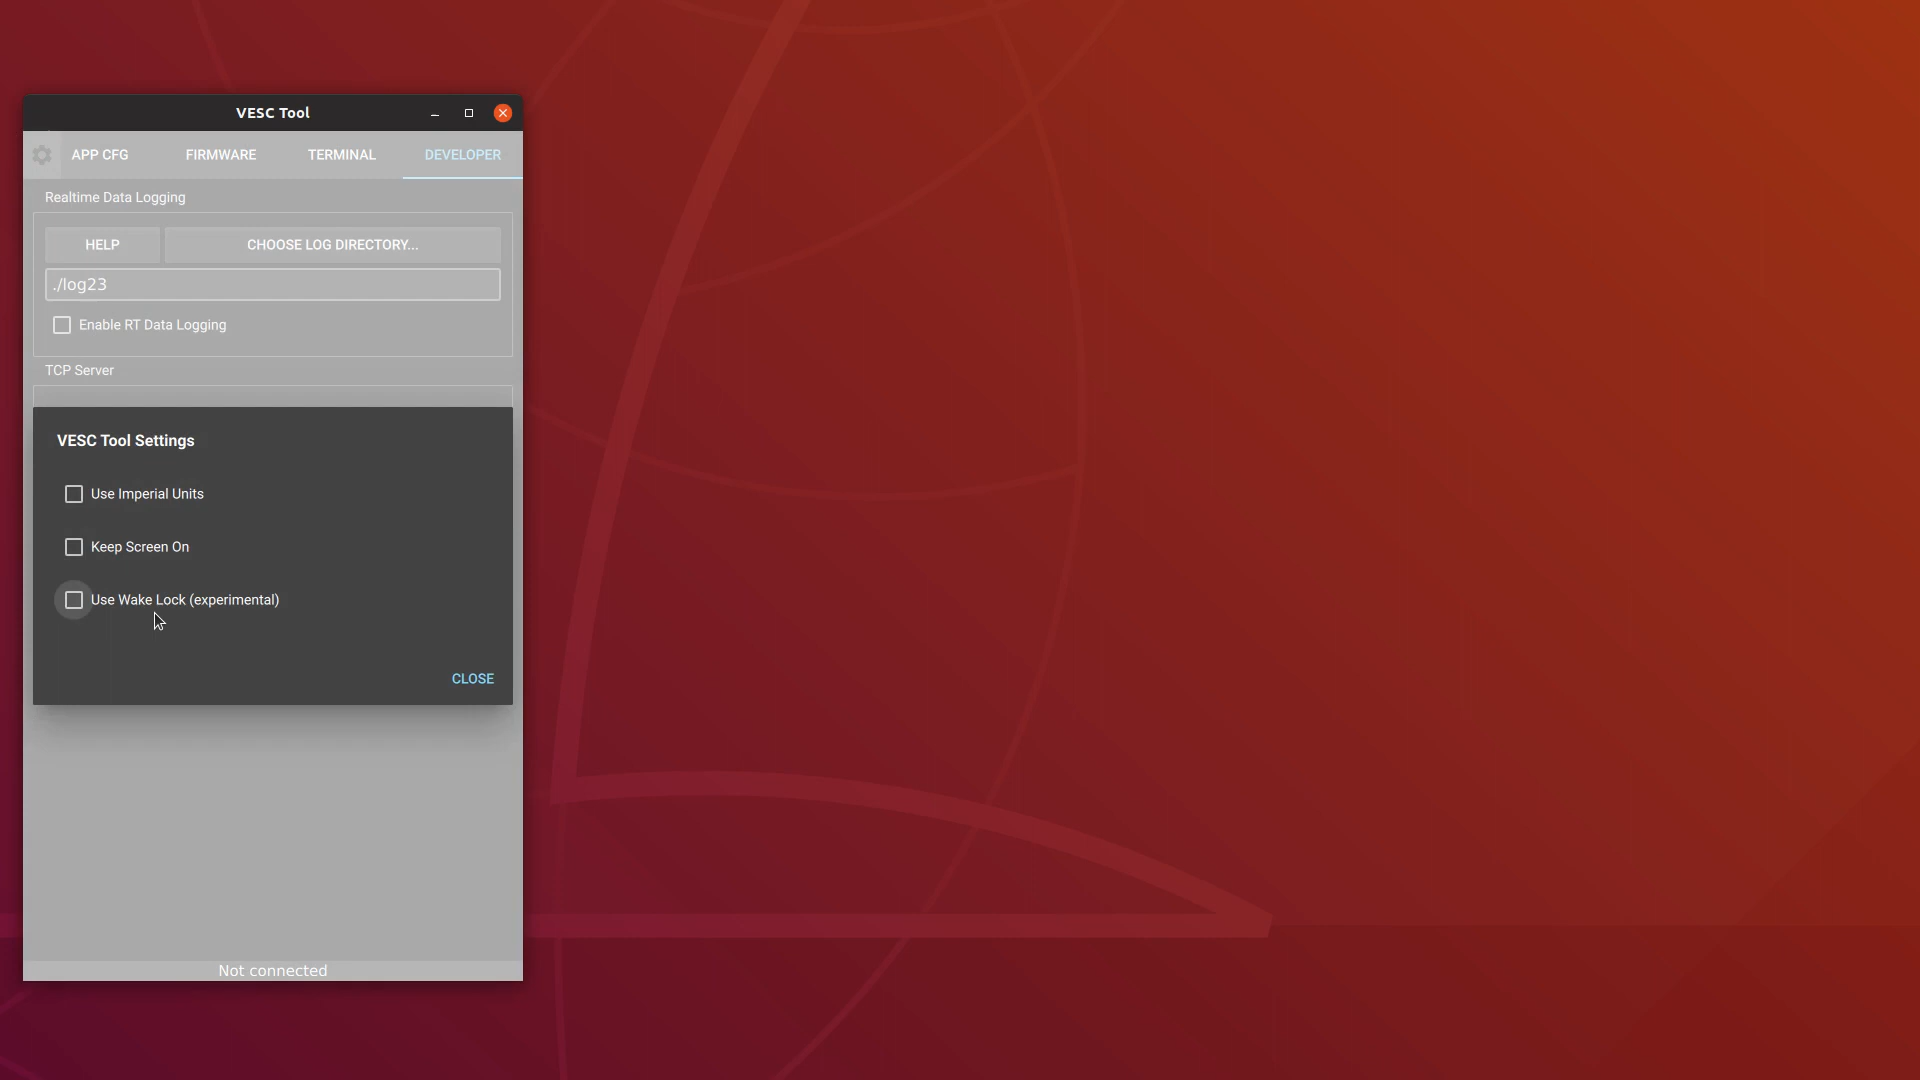 VESC Tool
APP CFG FIRMWARE TERMINAL DEVELOPER
Realtime Data Logging
HELP CHOOSE LOG DIRECTORY...
./log23
Enable RT Data Logging
TCP Server
VESC Tool Settings
Use Imperial Units
Keep Screen On
Use Wake Lock (experimental)
CLOSE
Not connected